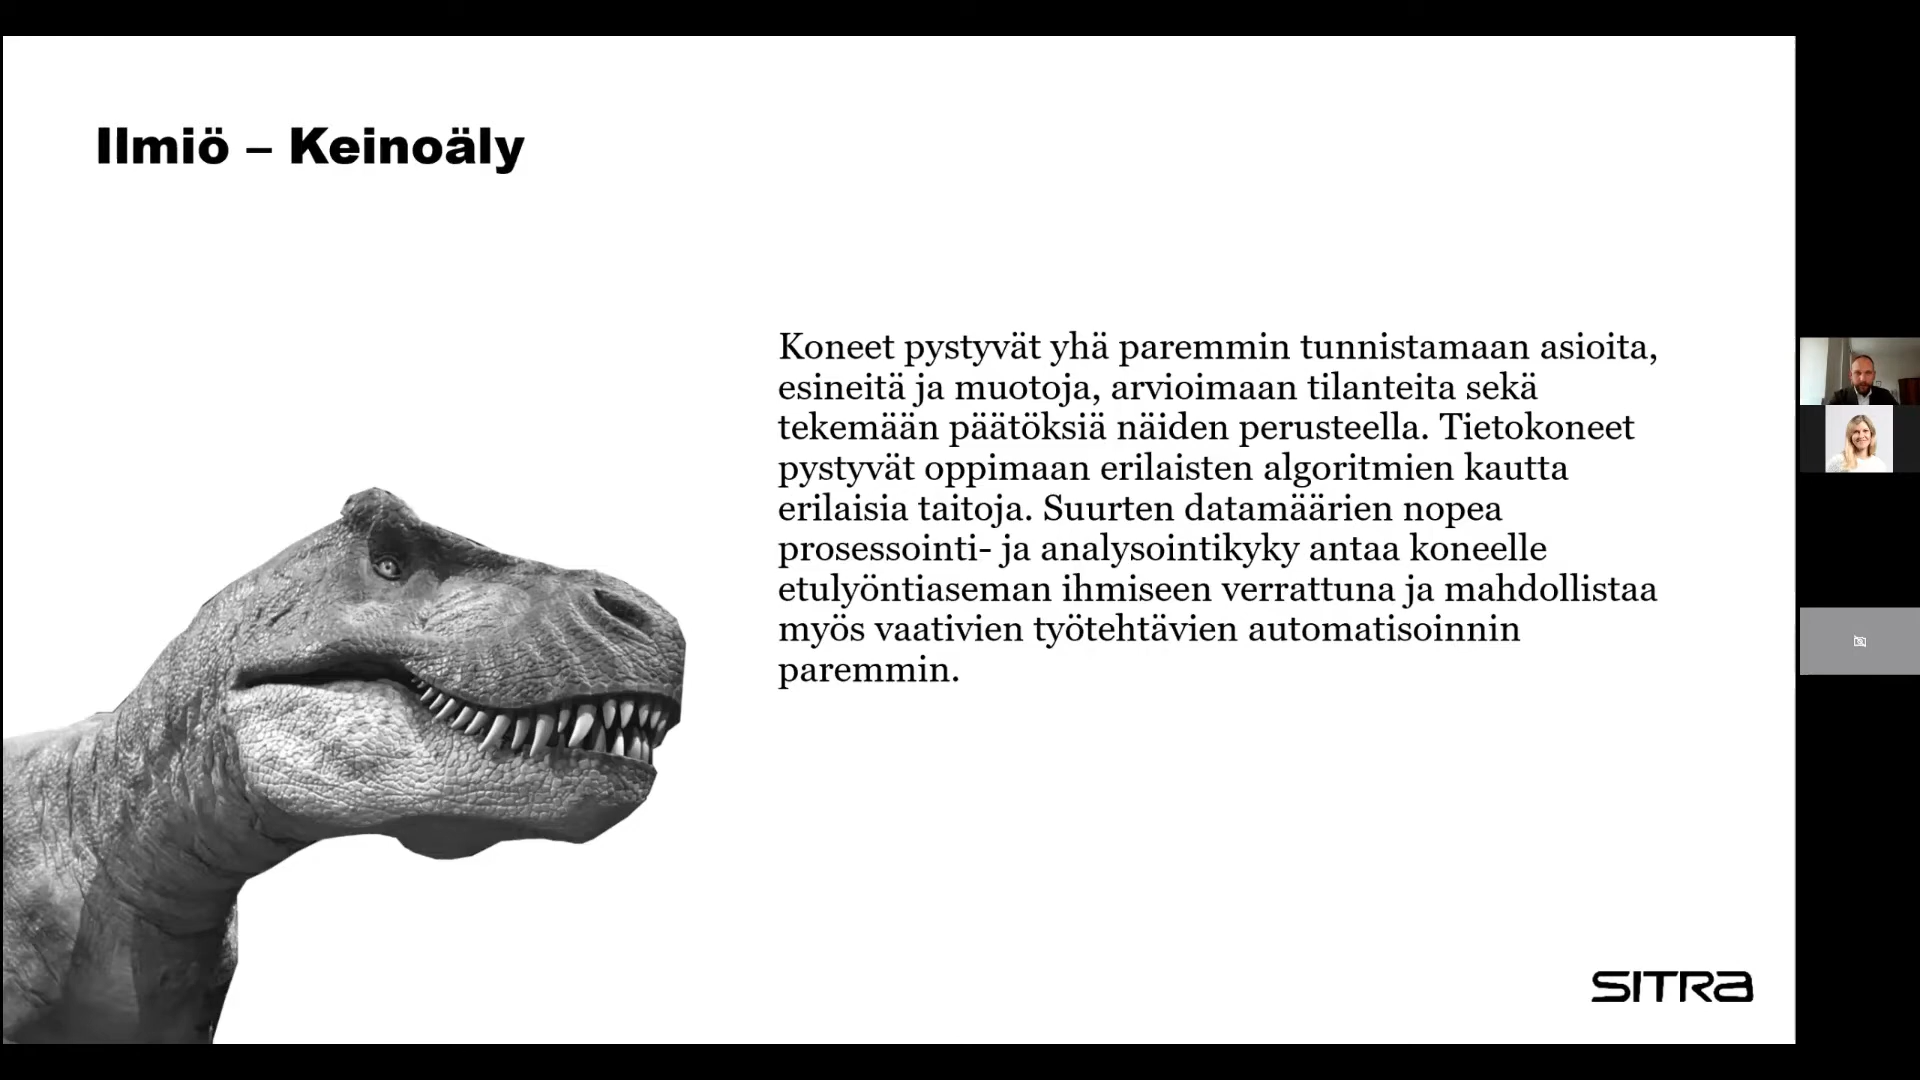 Ilmiö – Keinoäly
Koneet pystyvät yhä paremmin tunnistamaan asioita,
esineitä ja muotoja, arvioimaan tilanteita sekä
tekemään päätöksiä näiden perusteella. Tietokoneet
pystyvät oppimaan erilaisten algoritmien kautta
erilaisia taitoja. Suurten datamäärien nopea
prosessointi- ja analysointikyky antaa koneelle
etulyöntiaseman ihmiseen verrattuna ja mahdollistaa
myös vaativien työtehtävien automatisoinnin
paremmin.
SITRA